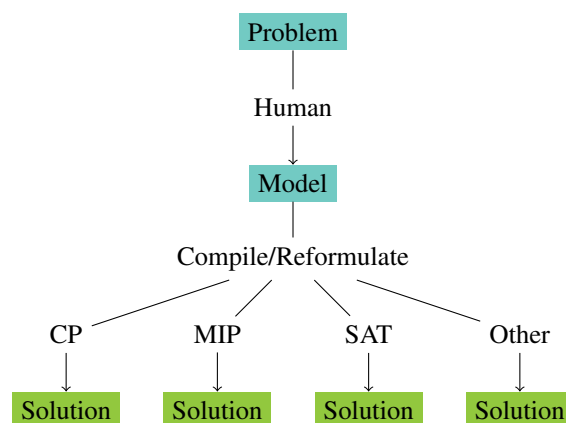 Problem
Human
Model
Compile/Reformulate
CP MIP SAT Other
Solution Solution Solution Solution